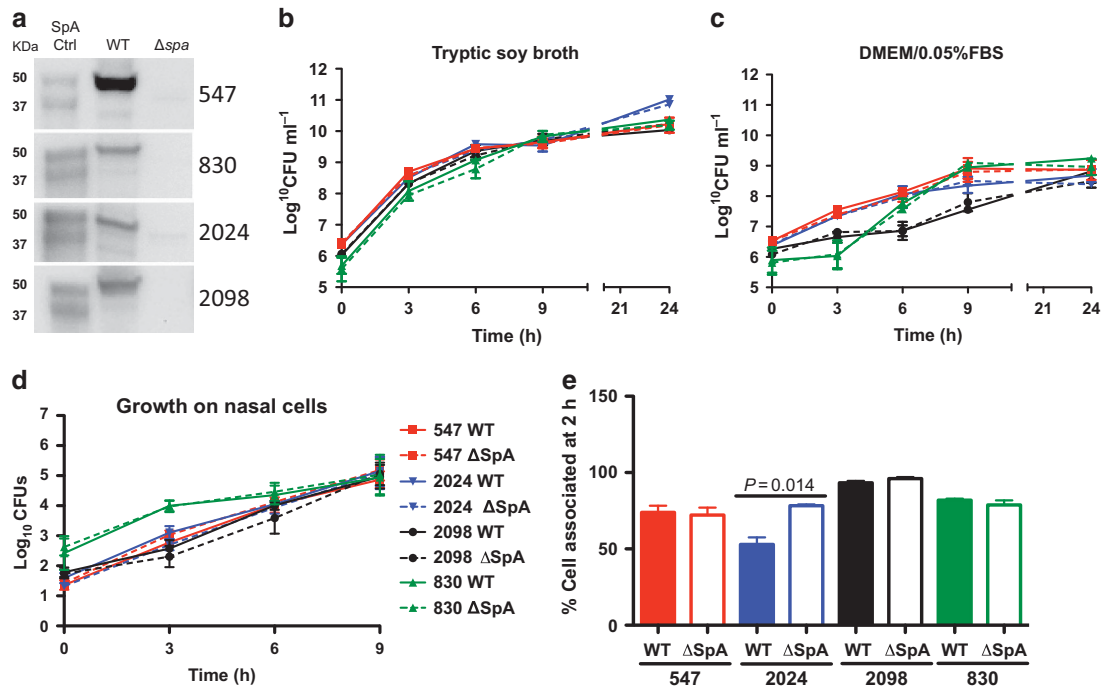 a
KDa
SpA
Ctrl
WT
Δspa
50
37
547
50
37
830
50
37
2024
50
37
2098
b
Tryptic soy broth
Log¹⁰CFU ml⁻¹
12
11
10
9
8
7
6
5
0 3 6 9 21 24
Time (h)
c
DMEM/0.05%FBS
Log¹⁰CFU ml⁻¹
12
11
10
9
8
7
6
5
0 3 6 9 21 24
Time (h)
d
Growth on nasal cells
Log₁₀ CFUs
7
6
5
4
3
2
1
0
0 3 6 9
Time (h)
547 WT
547 ΔSpA
2024 WT
2024 ΔSpA
2098 WT
2098 ΔSpA
830 WT
830 ΔSpA
e
% Cell associated at 2 h
150
100
50
0
P=0.014
WT ΔSpA WT ΔSpA WT ΔSpA WT ΔSpA
547 2024 2098 830